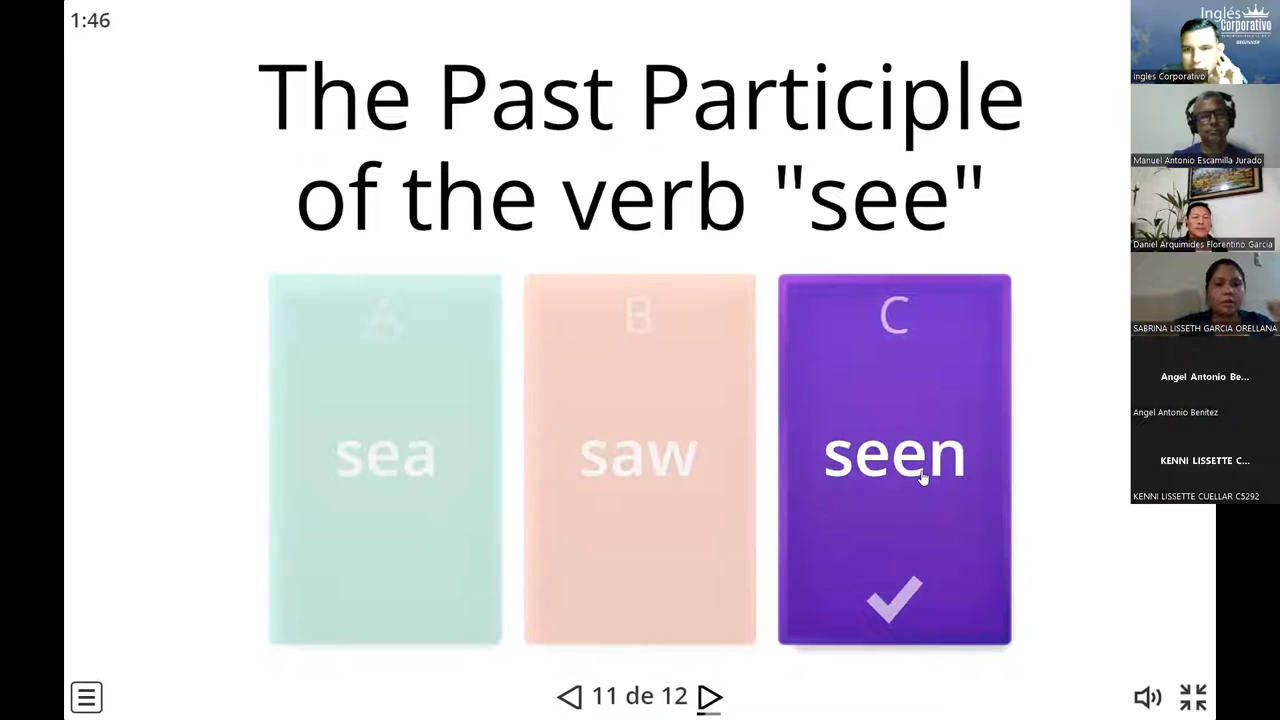 1:46
The Past Participle
of the verb "see"
A
sea
B
saw
C
seen
11 de 12
Inglés
Corporativo
BEGINNER
Ingles Corporativo
Manuel Antonio Escamilla Jurado
Daniel Arquimides Florentino Garcia
SABRINA LISSETH GARCIA ORELLANA
Angel Antonio Be...
Angel Antonio Benitez
KENNI LISSETTE C...
KENNI LISSETTE CUELLAR C5292